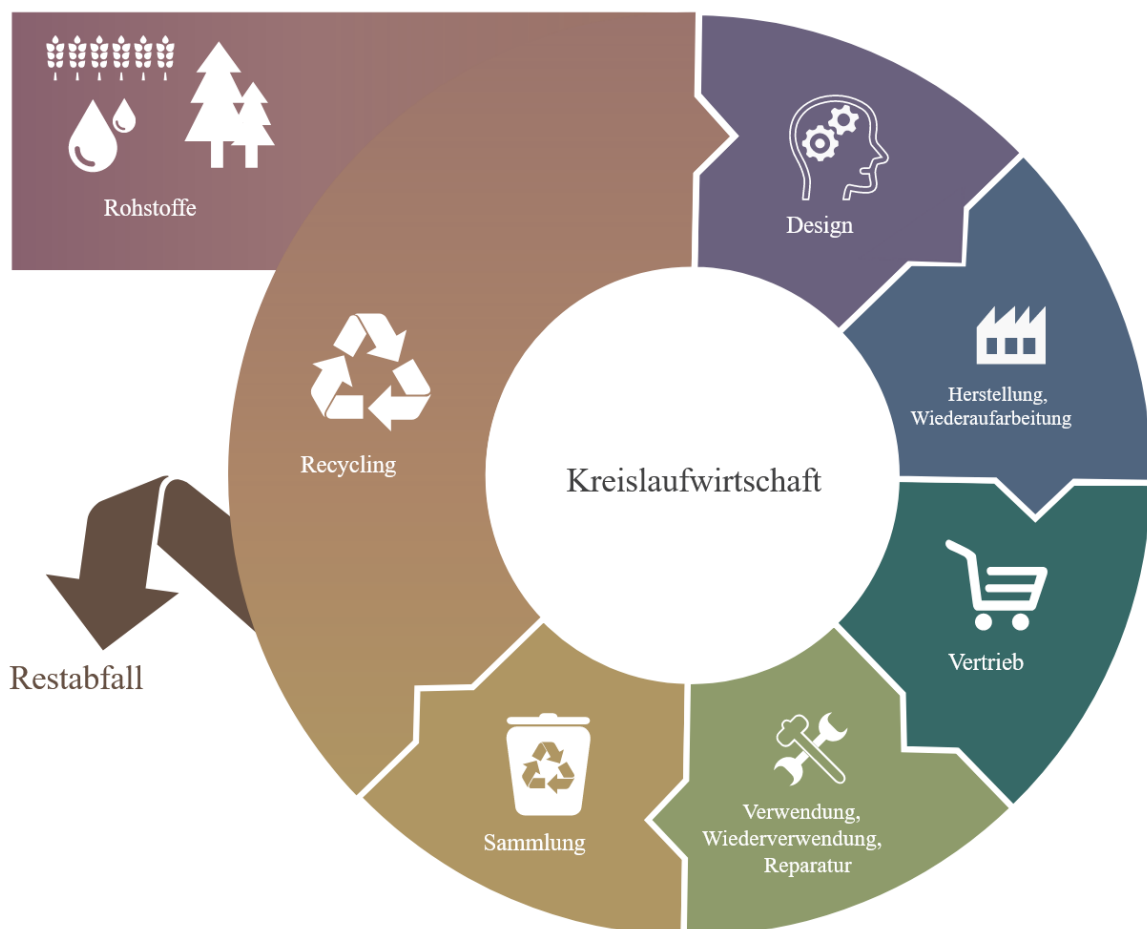 Rohstoffe
Design
Herstellung,
Wiederaufarbeitung
Recycling
Kreislaufwirtschaft
Vertrieb
Restabfall
Verwendung,
Wiederverwendung,
Reparatur
Sammlung